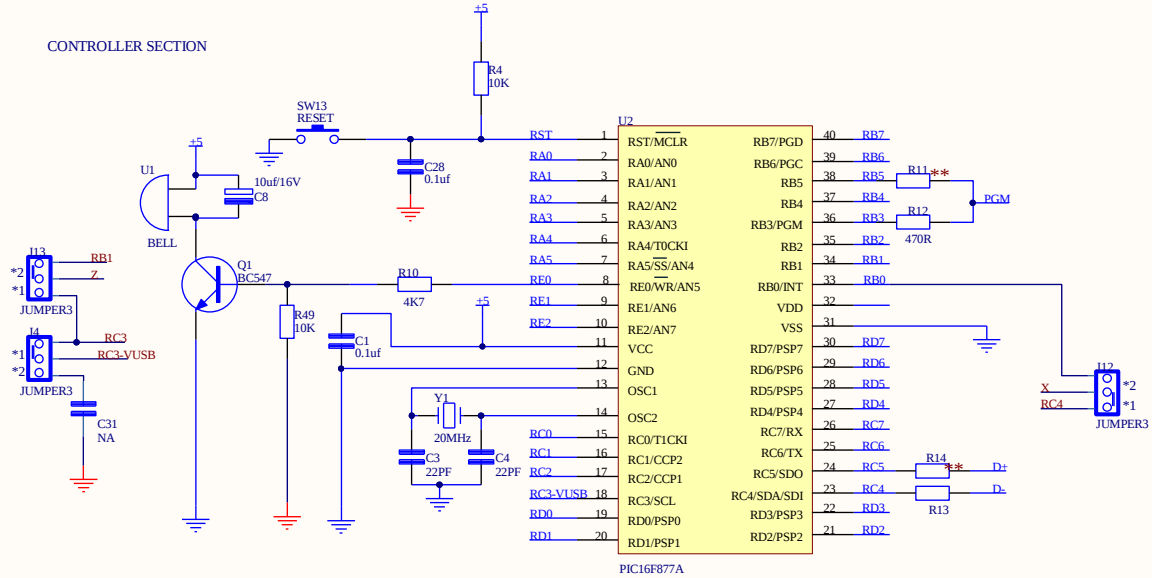 +5
CONTROLLER SECTION
R4
10K
SW13
RESET
U2
RST 1 RST/MCLR
RB7/PGD 40 RB7
RA0 2 RA0/AN0
RB6/PGC 39 RB6
RA1 3 RA1/AN1
RB5 38 RB5 R11 **
RA2 4 RA2/AN2
RB4 37 RB4
PGM
RA3 5 RA3/AN3
RB3/PGM 36 RB3 R12
470R
RA4 6 RA4/T0CKI
RB2 35 RB2
RA5 7 RA5/SS/AN4
RB1 34 RB1
RE0 8 RE0/WR/AN5
RB0/INT 33 RB0
RE1 9 RE1/AN6
VDD 32
RE2 10 RE2/AN7
VSS 31
11 VCC
RD7/PSP7 30 RD7
12 GND
RD6/PSP6 29 RD6
13 OSC1
RD5/PSP5 28 RD5
14 OSC2
RD4/PSP4 27 RD4
RC0 15 RC0/T1CKI
RC7/RX 26 RC7
RC1 16 RC1/CCP2
RC6/TX 25 RC6
RC2 17 RC2/CCP1
RC5/SDO 24 RC5 R14 ** D+
RC3-VUSB 18 RC3/SCL
RC4/SDA/SDI 23 RC4 D-
R13
RD0 19 RD0/PSP0
RD3/PSP3 22 RD3
RD1 20 RD1/PSP1
RD2/PSP2 21 RD2
PIC16F877A
C28
0.1uf
+5
U1
10uf/16V
C8
BELL
Q1
BC547
R10
4K7
R49
10K
+5
C1
0.1uf
Y1
20MHz
C3
22PF
C4
22PF
J13
RB1
*2
Z
*1
JUMPER3
J4
RC3
*1
RC3-VUSB
*2
JUMPER3
C31
NA
J12
X
*2
RC4
*1
JUMPER3